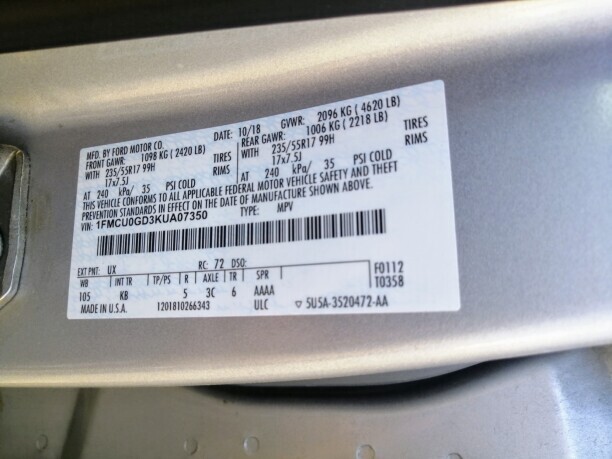 MFD. BY FORD MOTOR CO. DATE: 10/18 GVWR: 2096 KG ( 4620 LB)
FRONT GAWR: 1098 KG ( 2420 LB) REAR GAWR: 1006 KG ( 2218 LB)
WITH 235/55R17 99H TIRES WITH 235/55R17 99H TIRES
17x7.5J RIMS 17x7.5J RIMS
AT 240 kPa/ 35 PSI COLD AT 240 kPa/ 35 PSI COLD
THIS VEHICLE CONFORMS TO ALL APPLICABLE FEDERAL MOTOR VEHICLE SAFETY AND THEFT
PREVENTION STANDARDS IN EFFECT ON THE DATE OF MANUFACTURE SHOWN ABOVE.
VIN: 1FMCU0GD3KUA07350 TYPE: MPV
EXT PNT: UX RC: 72 DSO: F0112
WB INT TR TP/PS R AXLE TR SPR T0358
105 KB 5 3C 6 AAAA
MADE IN U.S.A. 1201810266343 ULC ▽ 5USA-3520472-AA